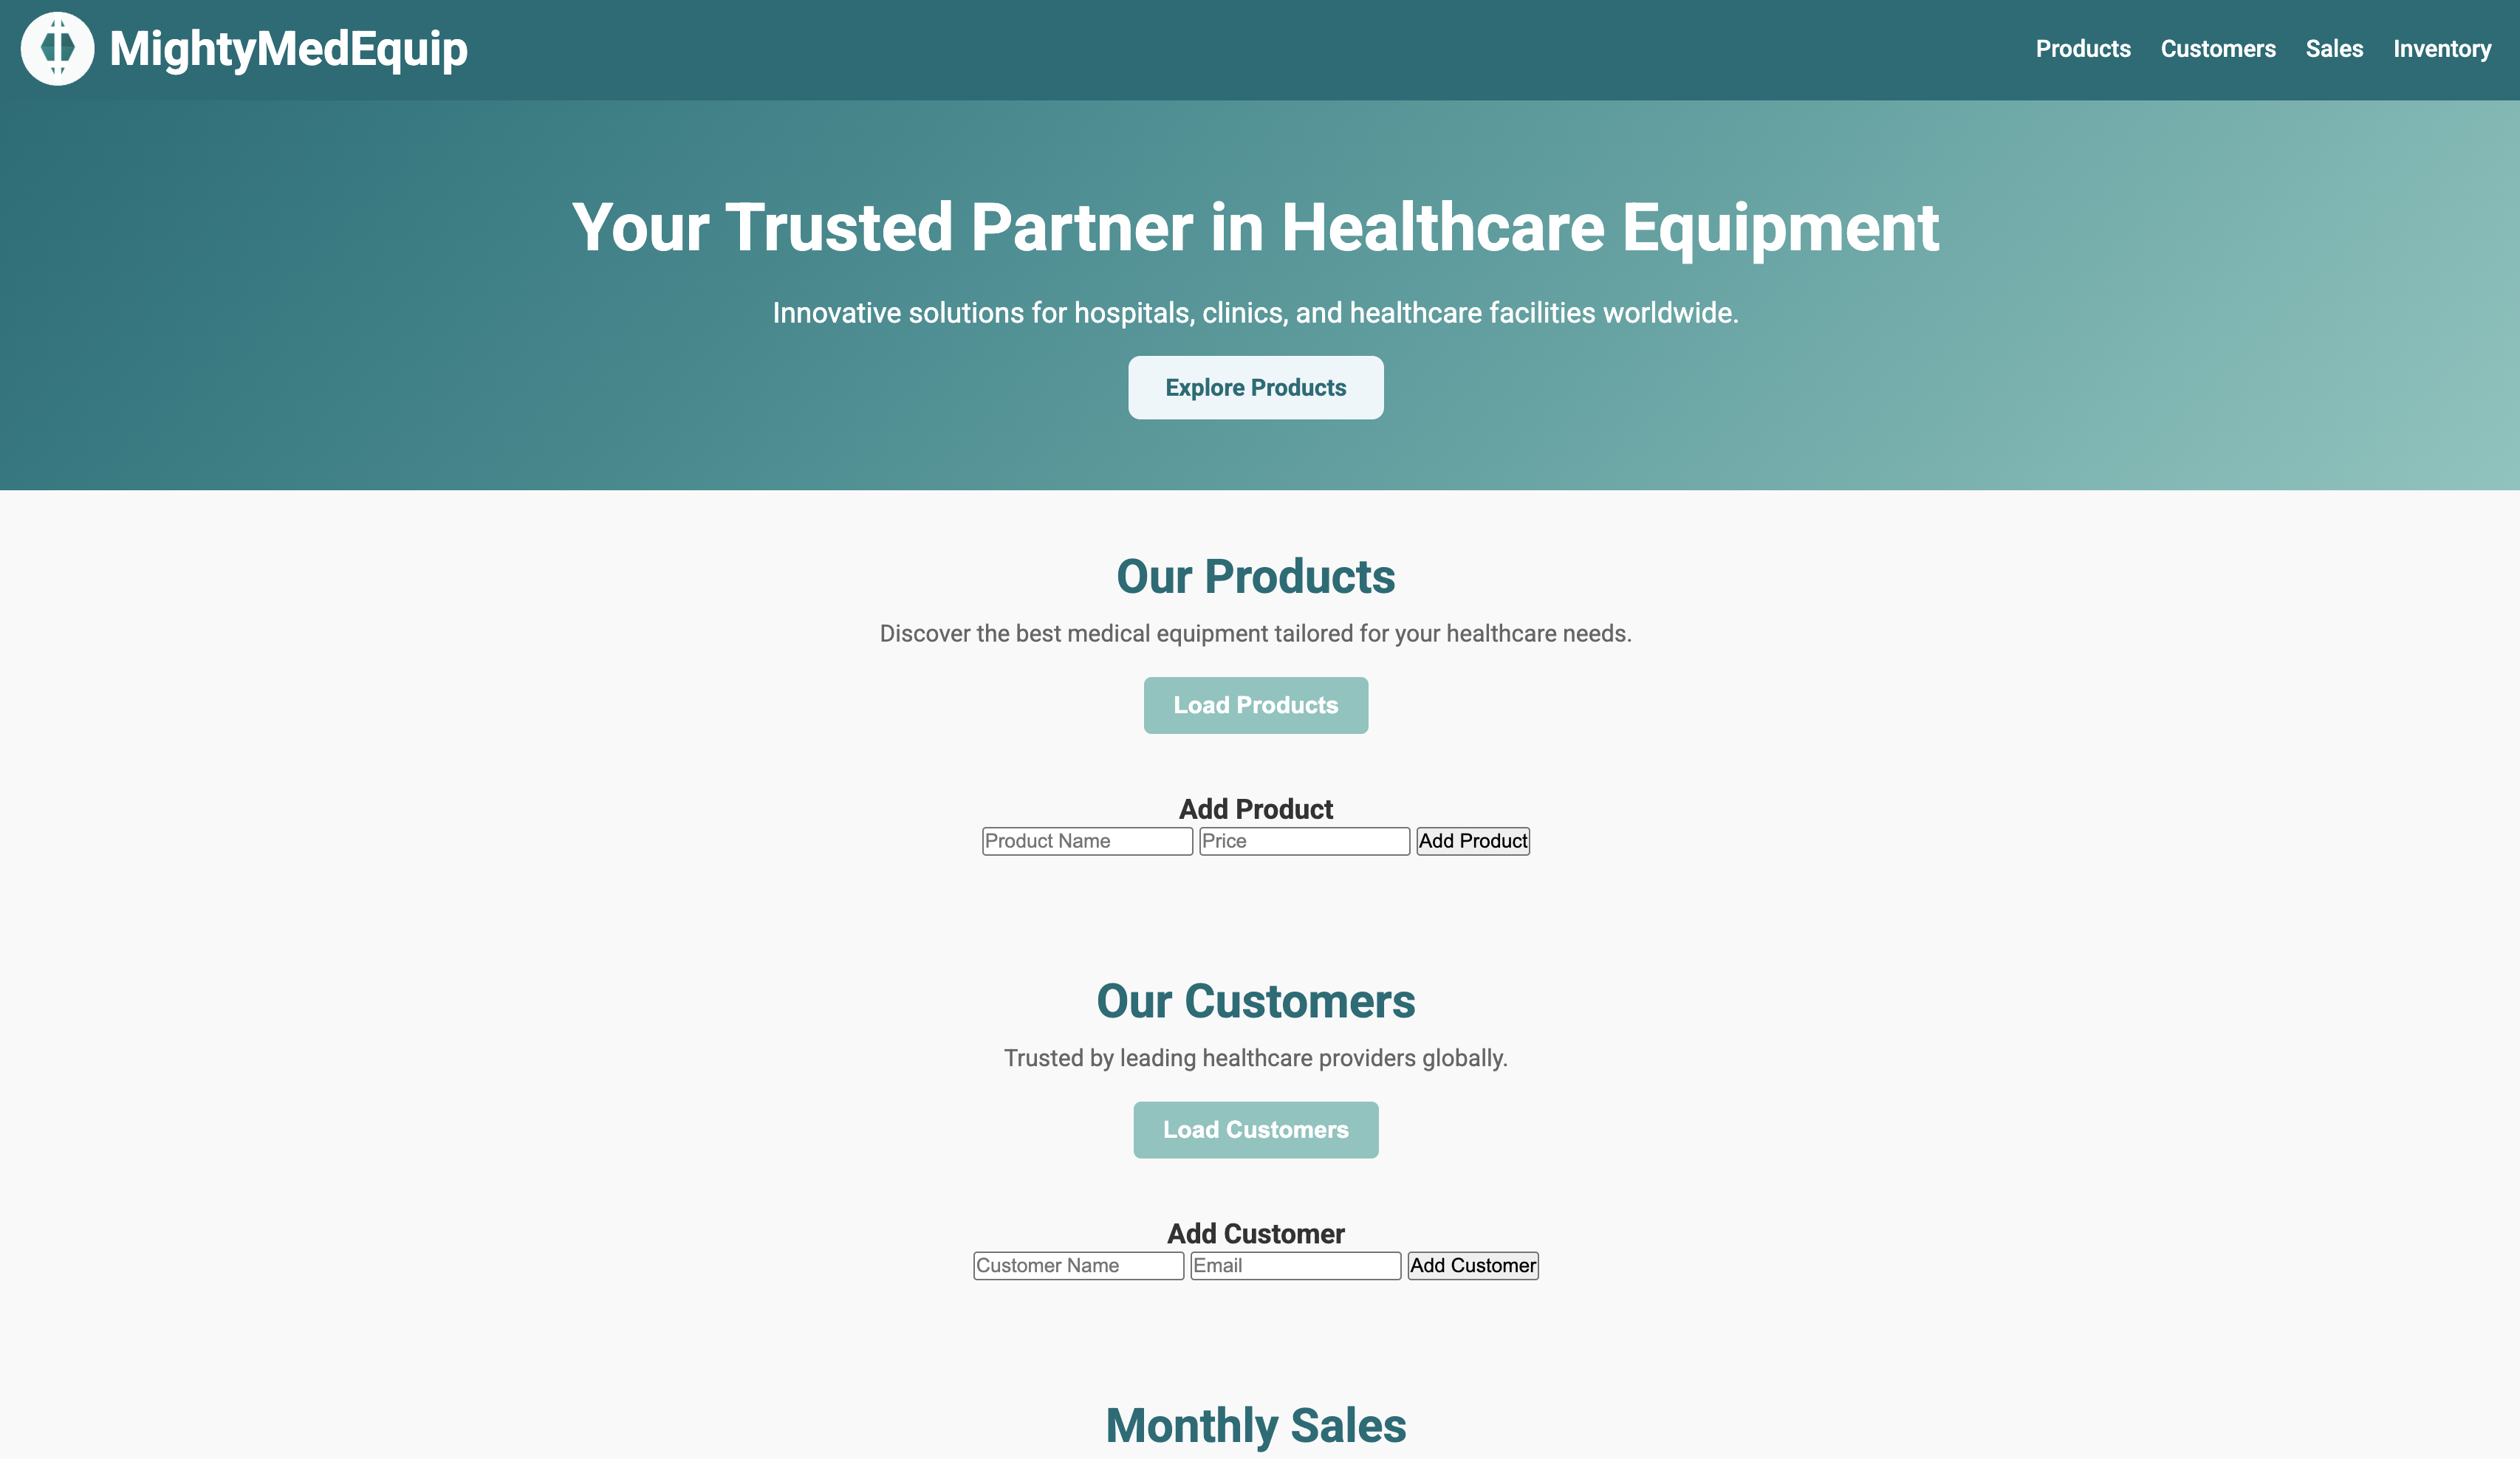 MightyMedEquip
Products Customers Sales Inventory
Your Trusted Partner in Healthcare Equipment
Innovative solutions for hospitals, clinics, and healthcare facilities worldwide.
Explore Products
Our Products
Discover the best medical equipment tailored for your healthcare needs.
Load Products
Add Product
Product Name Price Add Product
Our Customers
Trusted by leading healthcare providers globally.
Load Customers
Add Customer
Customer Name Email Add Customer
Monthly Sales